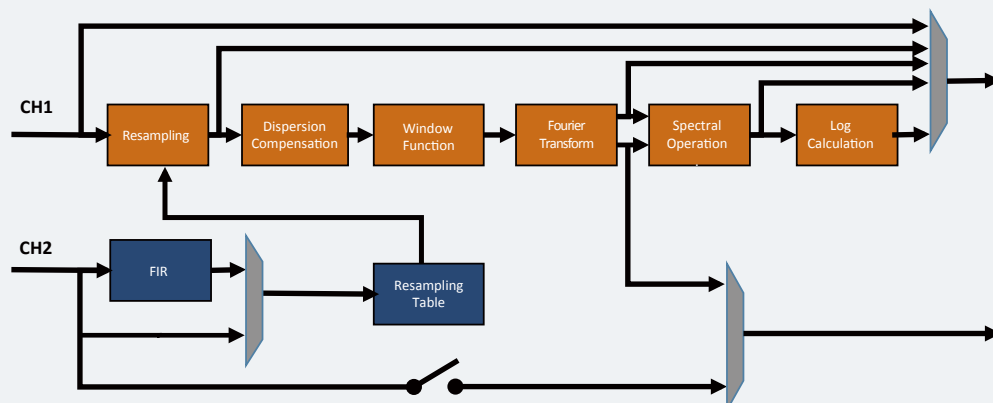 CH1
Resampling
Dispersion
Compensation
Window
Function
Fourier
Transform
Spectral
Operation
Log
Calculation
CH2
FIR
Resampling
Table